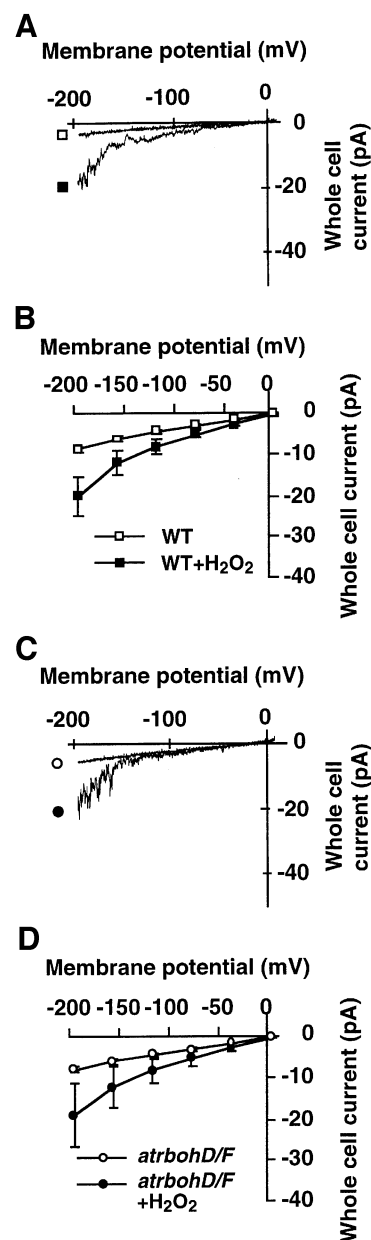 A
Membrane potential (mV)
-200 -100 0
0
-20
-40
Whole cell
current (pA)
B
Membrane potential (mV)
-200 -150 -100 -50 0
0
-10
-20
-30
-40
Whole cell current (pA)
WT
WT+H₂O₂
C
Membrane potential (mV)
-200 -100 0
0
-20
-40
Whole cell
current (pA)
D
Membrane potential (mV)
-200 -150 -100 -50 0
0
-10
-20
-30
-40
Whole cell current (pA)
atrbohD/F
atrbohD/F
+H₂O₂